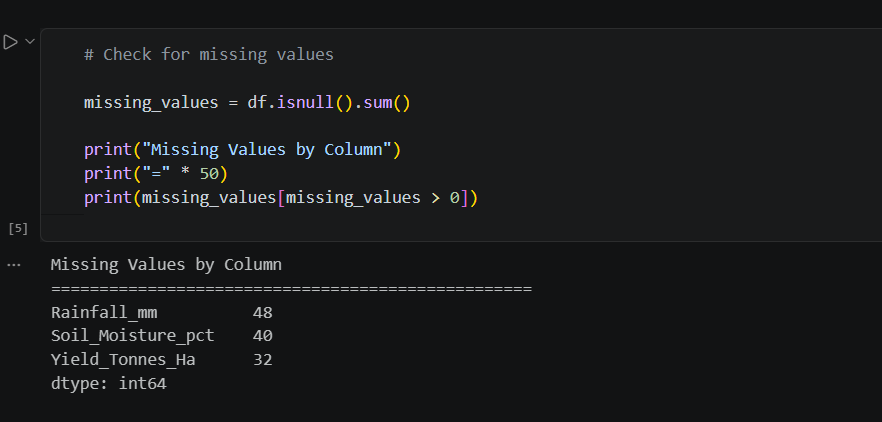 # Check for missing values
missing_values = df.isnull().sum()
print("Missing Values by Column")
print("=" * 50)
print(missing_values[missing_values > 0])
[5]
Missing Values by Column
==================================================
Rainfall_mm          48
Soil_Moisture_pct    40
Yield_Tonnes_Ha      32
dtype: int64